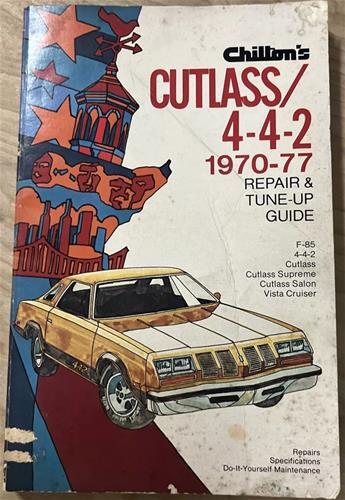 Chilton's
CUTLASS/
4-4-2
1970-77
REPAIR &
TUNE-UP
GUIDE
F-85
4-4-2
Cutlass
Cutlass Supreme
Cutlass Salon
Vista Cruiser
442
Repairs
Specifications
Do-It-Yourself Maintenance